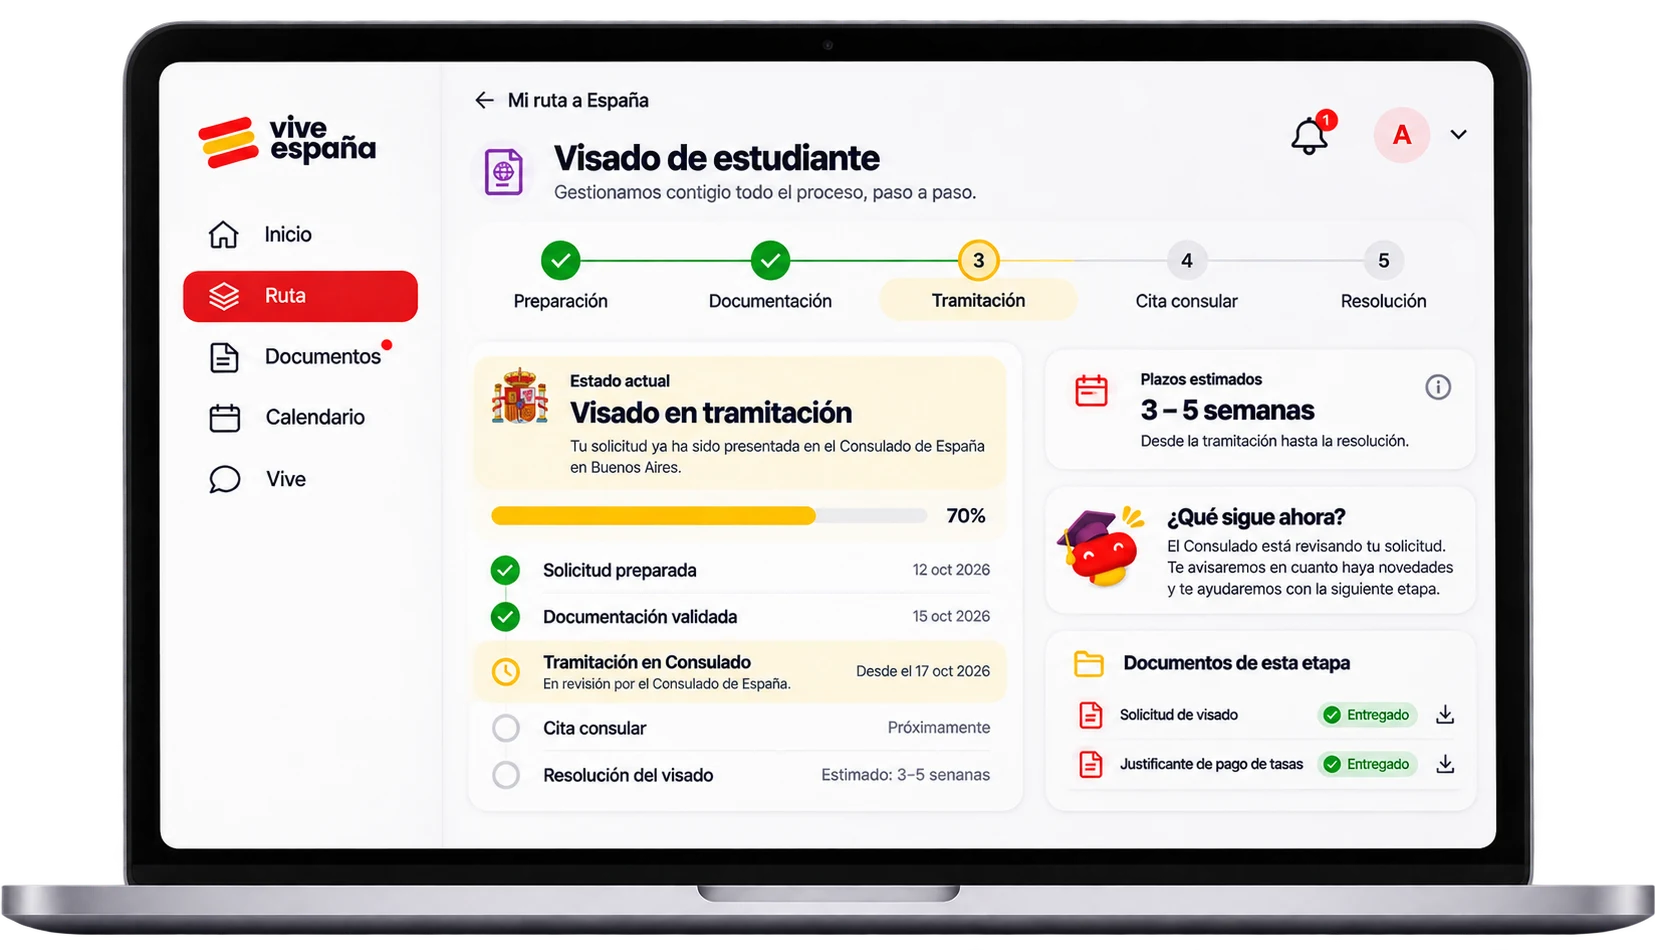 vive
españa
Inicio
Ruta
Documentos
Calendario
Vive
Mi ruta a España
Visado de estudiante
Gestionamos contigio todo el proceso, paso a paso.
1
A
3
4
5
Preparación
Documentación
Tramitación
Cita consular
Resolución
Estado actual
Visado en tramitación
Tu solicitud ya ha sido presentada en el Consulado de España
en Buenos Aires.
70%
Solicitud preparada 12 oct 2026
Documentación validada 15 oct 2026
Tramitación en Consulado Desde el 17 oct 2026
En revisión por el Consulado de España.
Cita consular Próximamente
Resolución del visado Estimado: 3–5 senanas
Plazos estimados
3 – 5 semanas
Desde la tramitación hasta la resolución.
¿Qué sigue ahora?
El Consulado está revisando tu solicitud.
Te avisaremos en cuanto haya novedades
y te ayudaremos con la siguiente etapa.
Documentos de esta etapa
Solicitud de visado Entregado
Justificante de pago de tasas Entregado